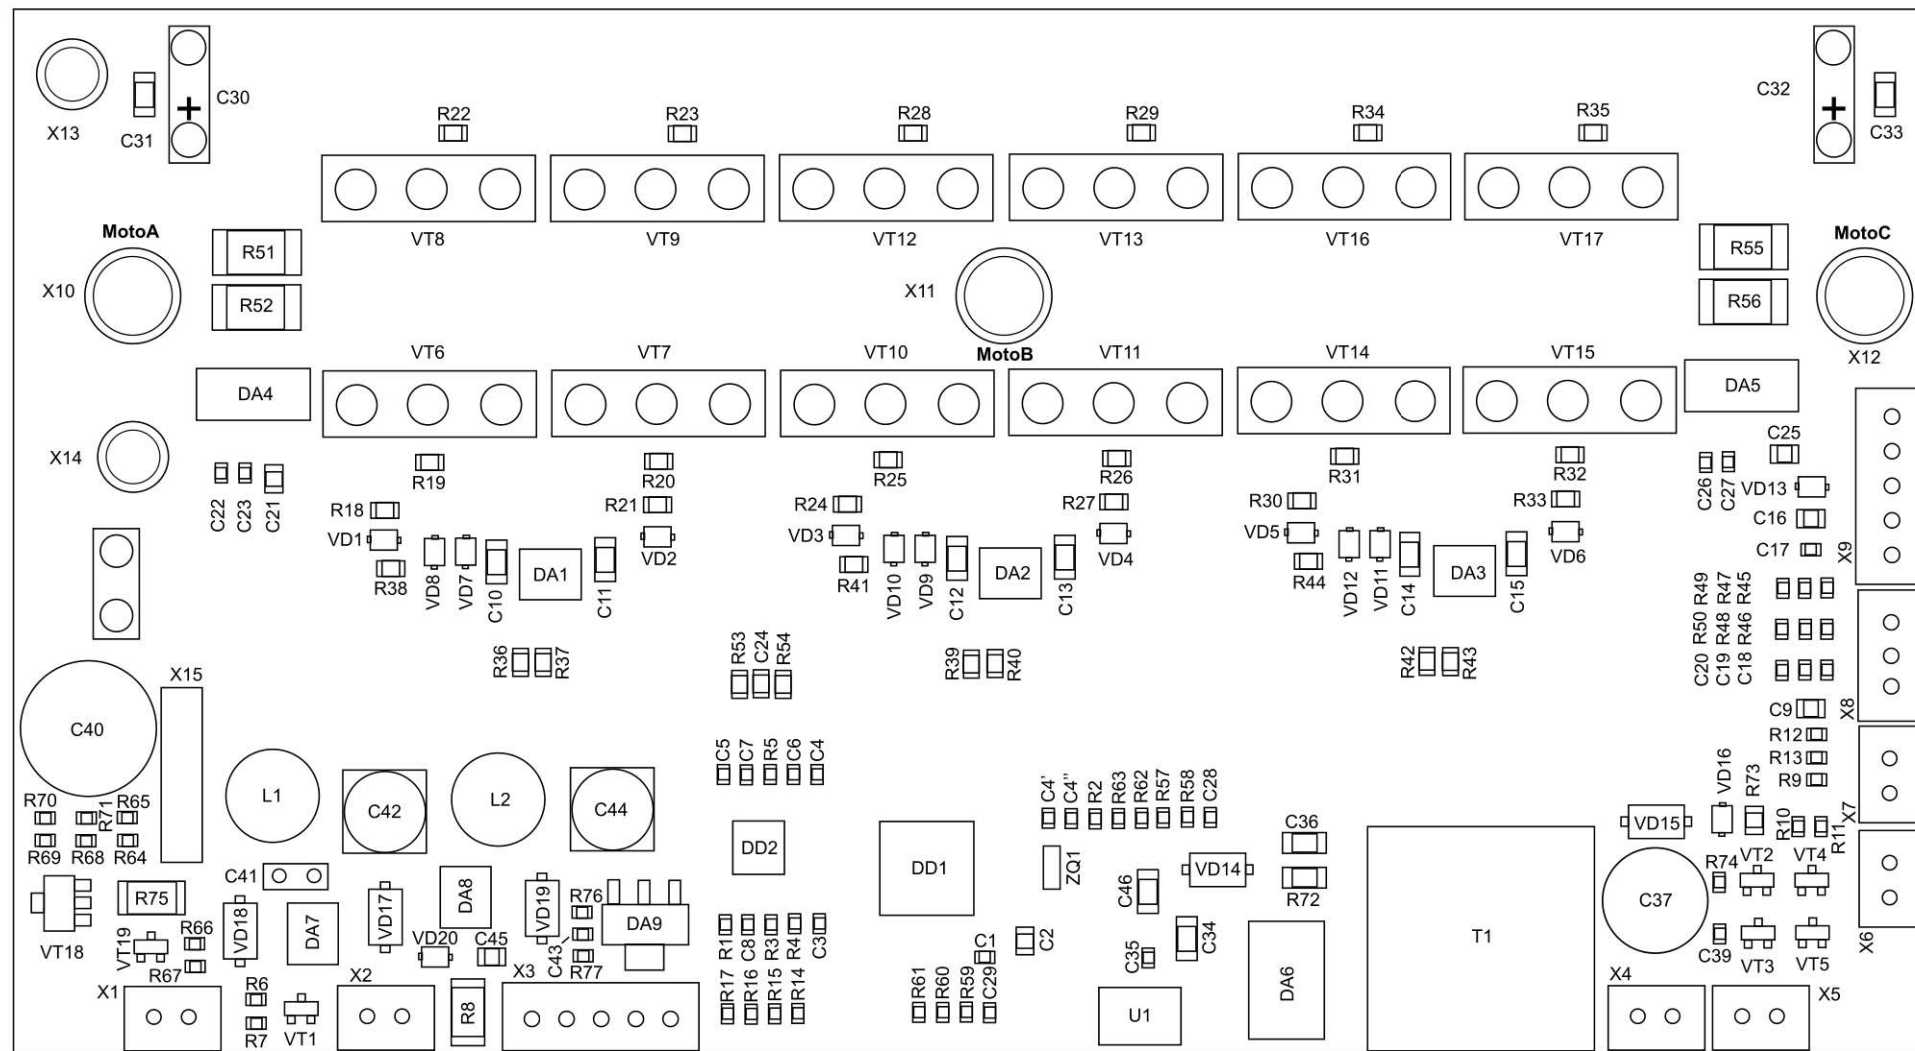 X13
C31
C30
R22
R23
R28
R29
R34
R35
C32
C33
VT8
VT9
VT12
VT13
VT16
VT17
MotoA
X10
R51
R52
X11
MotoB
R55
R56
MotoC
X12
VT6
VT7
VT10
VT11
VT14
VT15
DA4
DA5
X14
C22
C23
C21
R19
R20
R25
R26
R31
R32
R18
R21
R24
R27
R30
R33
VD1
VD2
VD3
VD4
VD5
VD6
R38
VD8
VD7
C10
DA1
C11
R41
VD10
VD9
C12
DA2
C13
R44
VD12
VD11
C14
DA3
C15
C26
C27
C25
VD13
C16
C17
X9
R36
R37
R53
C24
R54
R39
R40
R42
R43
R49
R47
R45
R50
R48
R46
C20
C19
C18
C9
X8
R12
R13
R9
X15
C40
L1
C42
L2
C44
C5
C7
R5
C6
C4
C4'
C4"
R2
R63
R62
R57
R58
C28
VD16
R73
X7
R70
R71
R65
R69
R68
R64
DD2
DD1
ZQ1
C36
VD14
R72
VD15
R10
R11
C41
R75
VT18
VT19
R66
R67
VD18
DA7
VD17
DA8
VD19
R76
C43
R77
DA9
VD20
C45
R1
C8
R3
R4
C3
C46
C34
C35
C2
C1
T1
C37
R74
VT2
VT4
C39
VT3
VT5
X6
X1
R6
R7
VT1
X2
R8
X3
R17
R16
R15
R14
R61
R60
R59
C29
U1
DA6
X4
X5